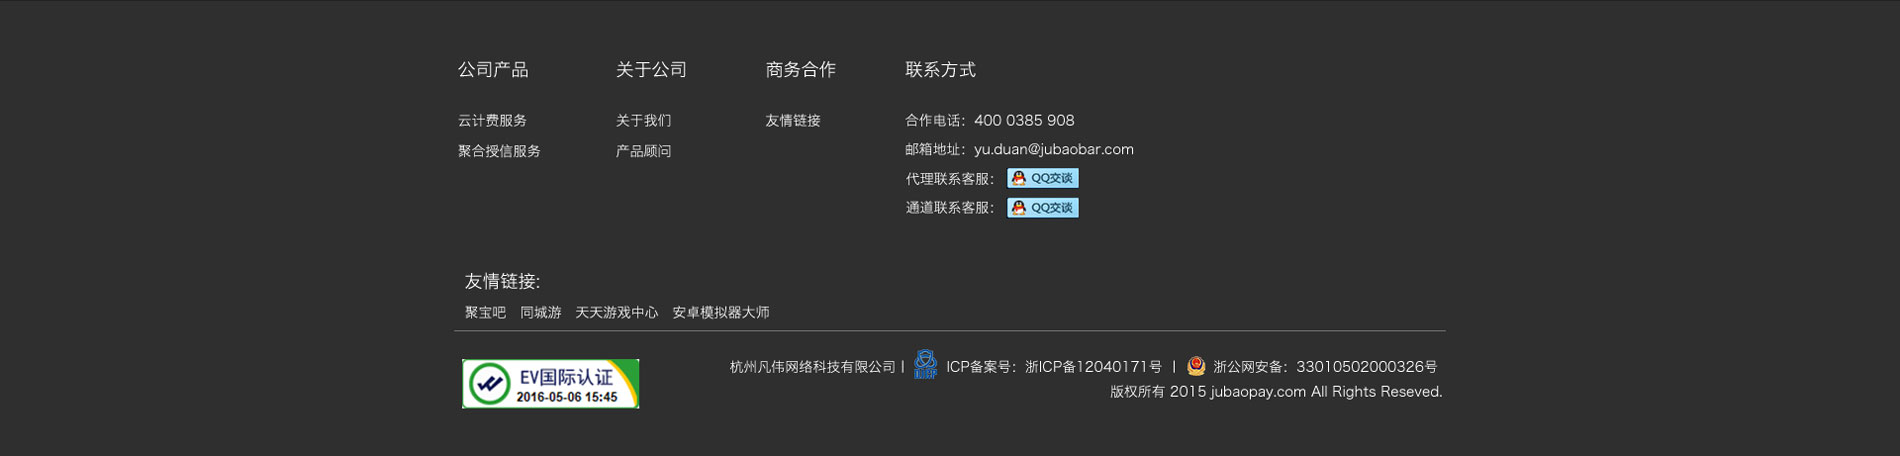 公司产品
云计费服务
聚合授信服务
关于公司
关于我们
产品顾问
商务合作
友情链接
联系方式
合作电话：400 0385 908
邮箱地址：yu.duan@jubaobar.com
代理联系客服： QQ交谈
通道联系客服： QQ交谈
友情链接:
聚宝吧 同城游 天天游戏中心 安卓模拟器大师
EV国际认证
2016-05-06 15:45
杭州凡伟网络科技有限公司 | ICP备案号：浙ICP备12040171号 | 浙公网安备：33010502000326号
版权所有 2015 jubaopay.com All Rights Reseved.